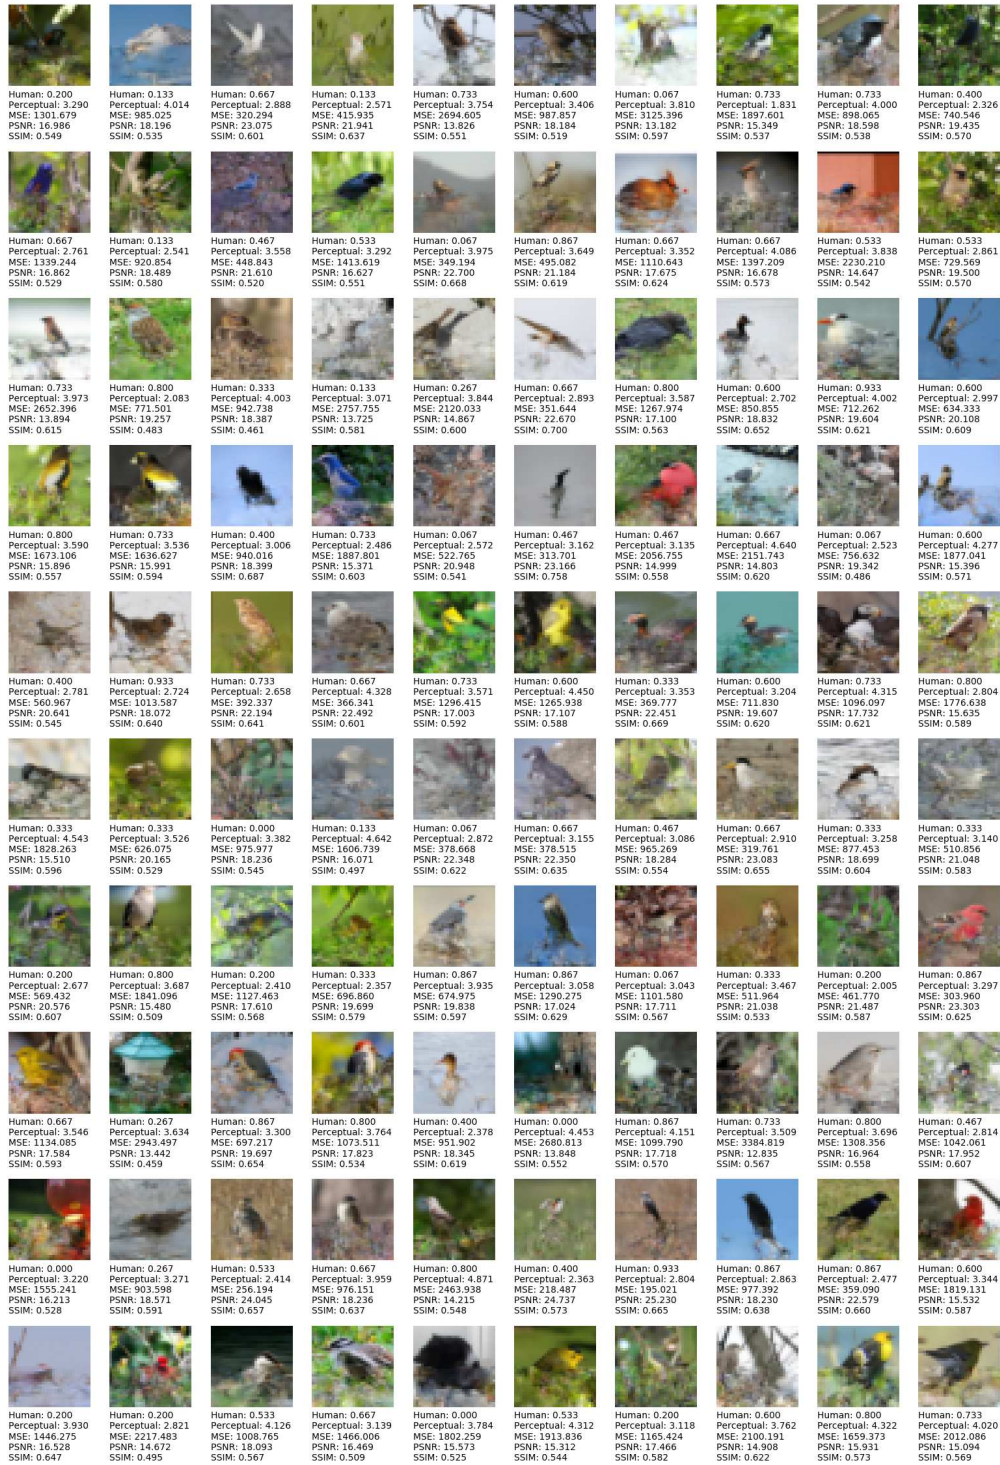 Human: 0.200
Perceptual: 3.290
MSE: 1301.679
PSNR: 16.986
SSIM: 0.549
Human: 0.133
Perceptual: 4.014
MSE: 985.025
PSNR: 18.196
SSIM: 0.535
Human: 0.667
Perceptual: 2.888
MSE: 320.294
PSNR: 23.075
SSIM: 0.601
Human: 0.133
Perceptual: 2.571
MSE: 415.935
PSNR: 21.941
SSIM: 0.637
Human: 0.733
Perceptual: 3.754
MSE: 2694.605
PSNR: 13.826
SSIM: 0.551
Human: 0.600
Perceptual: 3.406
MSE: 987.857
PSNR: 18.184
SSIM: 0.519
Human: 0.067
Perceptual: 3.810
MSE: 3125.396
PSNR: 13.182
SSIM: 0.597
Human: 0.733
Perceptual: 1.831
MSE: 1897.601
PSNR: 15.349
SSIM: 0.537
Human: 0.733
Perceptual: 4.000
MSE: 898.065
PSNR: 18.598
SSIM: 0.538
Human: 0.400
Perceptual: 2.326
MSE: 740.546
PSNR: 19.435
SSIM: 0.570
Human: 0.667
Perceptual: 2.761
MSE: 1339.244
PSNR: 16.862
SSIM: 0.529
Human: 0.133
Perceptual: 2.541
MSE: 920.854
PSNR: 18.489
SSIM: 0.580
Human: 0.467
Perceptual: 3.558
MSE: 448.843
PSNR: 21.610
SSIM: 0.520
Human: 0.533
Perceptual: 3.292
MSE: 1413.619
PSNR: 16.627
SSIM: 0.551
Human: 0.067
Perceptual: 3.975
MSE: 349.194
PSNR: 22.700
SSIM: 0.668
Human: 0.867
Perceptual: 3.649
MSE: 495.082
PSNR: 21.184
SSIM: 0.619
Human: 0.667
Perceptual: 3.352
MSE: 1110.643
PSNR: 17.675
SSIM: 0.624
Human: 0.667
Perceptual: 4.086
MSE: 1397.209
PSNR: 16.678
SSIM: 0.573
Human: 0.533
Perceptual: 3.838
MSE: 2230.210
PSNR: 14.647
SSIM: 0.542
Human: 0.533
Perceptual: 2.861
MSE: 729.569
PSNR: 19.500
SSIM: 0.570
Human: 0.733
Perceptual: 3.973
MSE: 2652.396
PSNR: 13.894
SSIM: 0.615
Human: 0.800
Perceptual: 2.083
MSE: 771.501
PSNR: 19.257
SSIM: 0.483
Human: 0.333
Perceptual: 4.003
MSE: 942.738
PSNR: 18.387
SSIM: 0.461
Human: 0.133
Perceptual: 3.071
MSE: 2757.755
PSNR: 13.725
SSIM: 0.581
Human: 0.267
Perceptual: 3.844
MSE: 2120.033
PSNR: 14.867
SSIM: 0.600
Human: 0.667
Perceptual: 2.893
MSE: 351.644
PSNR: 22.670
SSIM: 0.700
Human: 0.800
Perceptual: 3.587
MSE: 1267.974
PSNR: 17.100
SSIM: 0.563
Human: 0.600
Perceptual: 2.702
MSE: 850.855
PSNR: 18.832
SSIM: 0.652
Human: 0.933
Perceptual: 4.002
MSE: 712.262
PSNR: 19.604
SSIM: 0.621
Human: 0.600
Perceptual: 2.997
MSE: 634.333
PSNR: 20.108
SSIM: 0.609
Human: 0.800
Perceptual: 3.590
MSE: 1673.106
PSNR: 15.896
SSIM: 0.557
Human: 0.733
Perceptual: 3.536
MSE: 1636.627
PSNR: 15.991
SSIM: 0.594
Human: 0.400
Perceptual: 3.006
MSE: 940.016
PSNR: 18.399
SSIM: 0.687
Human: 0.733
Perceptual: 2.486
MSE: 1887.801
PSNR: 15.371
SSIM: 0.603
Human: 0.067
Perceptual: 2.572
MSE: 522.765
PSNR: 20.948
SSIM: 0.541
Human: 0.467
Perceptual: 3.162
MSE: 313.701
PSNR: 23.166
SSIM: 0.758
Human: 0.467
Perceptual: 3.135
MSE: 2056.755
PSNR: 14.999
SSIM: 0.558
Human: 0.667
Perceptual: 4.640
MSE: 2151.743
PSNR: 14.803
SSIM: 0.620
Human: 0.067
Perceptual: 2.523
MSE: 756.632
PSNR: 19.342
SSIM: 0.486
Human: 0.600
Perceptual: 4.277
MSE: 1877.041
PSNR: 15.396
SSIM: 0.571
Human: 0.400
Perceptual: 2.781
MSE: 560.967
PSNR: 20.641
SSIM: 0.545
Human: 0.933
Perceptual: 2.724
MSE: 1013.587
PSNR: 18.072
SSIM: 0.640
Human: 0.733
Perceptual: 2.658
MSE: 392.337
PSNR: 22.194
SSIM: 0.641
Human: 0.667
Perceptual: 4.328
MSE: 366.341
PSNR: 22.492
SSIM: 0.601
Human: 0.733
Perceptual: 3.571
MSE: 1296.415
PSNR: 17.003
SSIM: 0.592
Human: 0.600
Perceptual: 4.450
MSE: 1265.938
PSNR: 17.107
SSIM: 0.588
Human: 0.333
Perceptual: 3.353
MSE: 369.777
PSNR: 22.451
SSIM: 0.669
Human: 0.600
Perceptual: 3.204
MSE: 711.830
PSNR: 19.607
SSIM: 0.620
Human: 0.733
Perceptual: 4.315
MSE: 1096.097
PSNR: 17.732
SSIM: 0.621
Human: 0.800
Perceptual: 2.804
MSE: 1776.638
PSNR: 15.635
SSIM: 0.589
Human: 0.333
Perceptual: 4.543
MSE: 1828.263
PSNR: 15.510
SSIM: 0.596
Human: 0.333
Perceptual: 3.526
MSE: 626.075
PSNR: 20.165
SSIM: 0.529
Human: 0.000
Perceptual: 3.382
MSE: 975.977
PSNR: 18.236
SSIM: 0.545
Human: 0.133
Perceptual: 4.642
MSE: 1606.739
PSNR: 16.071
SSIM: 0.497
Human: 0.067
Perceptual: 2.872
MSE: 378.668
PSNR: 22.348
SSIM: 0.622
Human: 0.667
Perceptual: 3.155
MSE: 378.515
PSNR: 22.350
SSIM: 0.635
Human: 0.467
Perceptual: 3.086
MSE: 965.269
PSNR: 18.284
SSIM: 0.554
Human: 0.667
Perceptual: 2.910
MSE: 319.761
PSNR: 23.083
SSIM: 0.655
Human: 0.333
Perceptual: 3.258
MSE: 877.453
PSNR: 18.699
SSIM: 0.604
Human: 0.333
Perceptual: 3.140
MSE: 510.856
PSNR: 21.048
SSIM: 0.583
Human: 0.200
Perceptual: 2.677
MSE: 569.432
PSNR: 20.576
SSIM: 0.607
Human: 0.800
Perceptual: 3.687
MSE: 1841.096
PSNR: 15.480
SSIM: 0.509
Human: 0.200
Perceptual: 2.410
MSE: 1127.463
PSNR: 17.610
SSIM: 0.568
Human: 0.333
Perceptual: 2.357
MSE: 696.860
PSNR: 19.699
SSIM: 0.579
Human: 0.867
Perceptual: 3.935
MSE: 674.975
PSNR: 19.838
SSIM: 0.597
Human: 0.867
Perceptual: 3.058
MSE: 1290.275
PSNR: 17.024
SSIM: 0.629
Human: 0.067
Perceptual: 3.043
MSE: 1101.580
PSNR: 17.711
SSIM: 0.567
Human: 0.333
Perceptual: 3.467
MSE: 511.964
PSNR: 21.038
SSIM: 0.533
Human: 0.200
Perceptual: 2.005
MSE: 461.770
PSNR: 21.487
SSIM: 0.587
Human: 0.867
Perceptual: 3.297
MSE: 303.960
PSNR: 23.303
SSIM: 0.625
Human: 0.667
Perceptual: 3.546
MSE: 1134.085
PSNR: 17.584
SSIM: 0.593
Human: 0.267
Perceptual: 3.634
MSE: 2943.497
PSNR: 13.442
SSIM: 0.459
Human: 0.867
Perceptual: 3.300
MSE: 697.217
PSNR: 19.697
SSIM: 0.654
Human: 0.800
Perceptual: 3.764
MSE: 1073.511
PSNR: 17.823
SSIM: 0.534
Human: 0.400
Perceptual: 2.378
MSE: 951.902
PSNR: 18.345
SSIM: 0.619
Human: 0.000
Perceptual: 4.453
MSE: 2680.813
PSNR: 13.848
SSIM: 0.552
Human: 0.867
Perceptual: 4.151
MSE: 1099.790
PSNR: 17.718
SSIM: 0.570
Human: 0.733
Perceptual: 3.509
MSE: 3384.819
PSNR: 12.835
SSIM: 0.567
Human: 0.800
Perceptual: 3.696
MSE: 1308.356
PSNR: 16.964
SSIM: 0.558
Human: 0.467
Perceptual: 2.814
MSE: 1042.061
PSNR: 17.952
SSIM: 0.607
Human: 0.000
Perceptual: 3.220
MSE: 1555.241
PSNR: 16.213
SSIM: 0.528
Human: 0.267
Perceptual: 3.271
MSE: 903.598
PSNR: 18.571
SSIM: 0.591
Human: 0.533
Perceptual: 2.414
MSE: 256.194
PSNR: 24.045
SSIM: 0.657
Human: 0.667
Perceptual: 3.959
MSE: 976.151
PSNR: 18.236
SSIM: 0.637
Human: 0.800
Perceptual: 4.871
MSE: 2463.938
PSNR: 14.215
SSIM: 0.548
Human: 0.400
Perceptual: 2.363
MSE: 218.487
PSNR: 24.737
SSIM: 0.573
Human: 0.933
Perceptual: 2.804
MSE: 195.021
PSNR: 25.230
SSIM: 0.665
Human: 0.867
Perceptual: 2.863
MSE: 977.392
PSNR: 18.230
SSIM: 0.638
Human: 0.867
Perceptual: 2.477
MSE: 359.090
PSNR: 22.579
SSIM: 0.660
Human: 0.600
Perceptual: 3.344
MSE: 1819.131
PSNR: 15.532
SSIM: 0.587
Human: 0.200
Perceptual: 3.930
MSE: 1446.275
PSNR: 16.528
SSIM: 0.647
Human: 0.200
Perceptual: 2.821
MSE: 2217.483
PSNR: 14.672
SSIM: 0.495
Human: 0.533
Perceptual: 4.126
MSE: 1008.765
PSNR: 18.093
SSIM: 0.567
Human: 0.667
Perceptual: 3.139
MSE: 1466.006
PSNR: 16.469
SSIM: 0.509
Human: 0.000
Perceptual: 3.784
MSE: 1802.259
PSNR: 15.573
SSIM: 0.525
Human: 0.533
Perceptual: 4.312
MSE: 1913.836
PSNR: 15.312
SSIM: 0.544
Human: 0.200
Perceptual: 3.118
MSE: 1165.424
PSNR: 17.466
SSIM: 0.582
Human: 0.600
Perceptual: 3.762
MSE: 2100.191
PSNR: 14.908
SSIM: 0.622
Human: 0.800
Perceptual: 4.322
MSE: 1659.373
PSNR: 15.931
SSIM: 0.573
Human: 0.733
Perceptual: 4.020
MSE: 2012.086
PSNR: 15.094
SSIM: 0.569